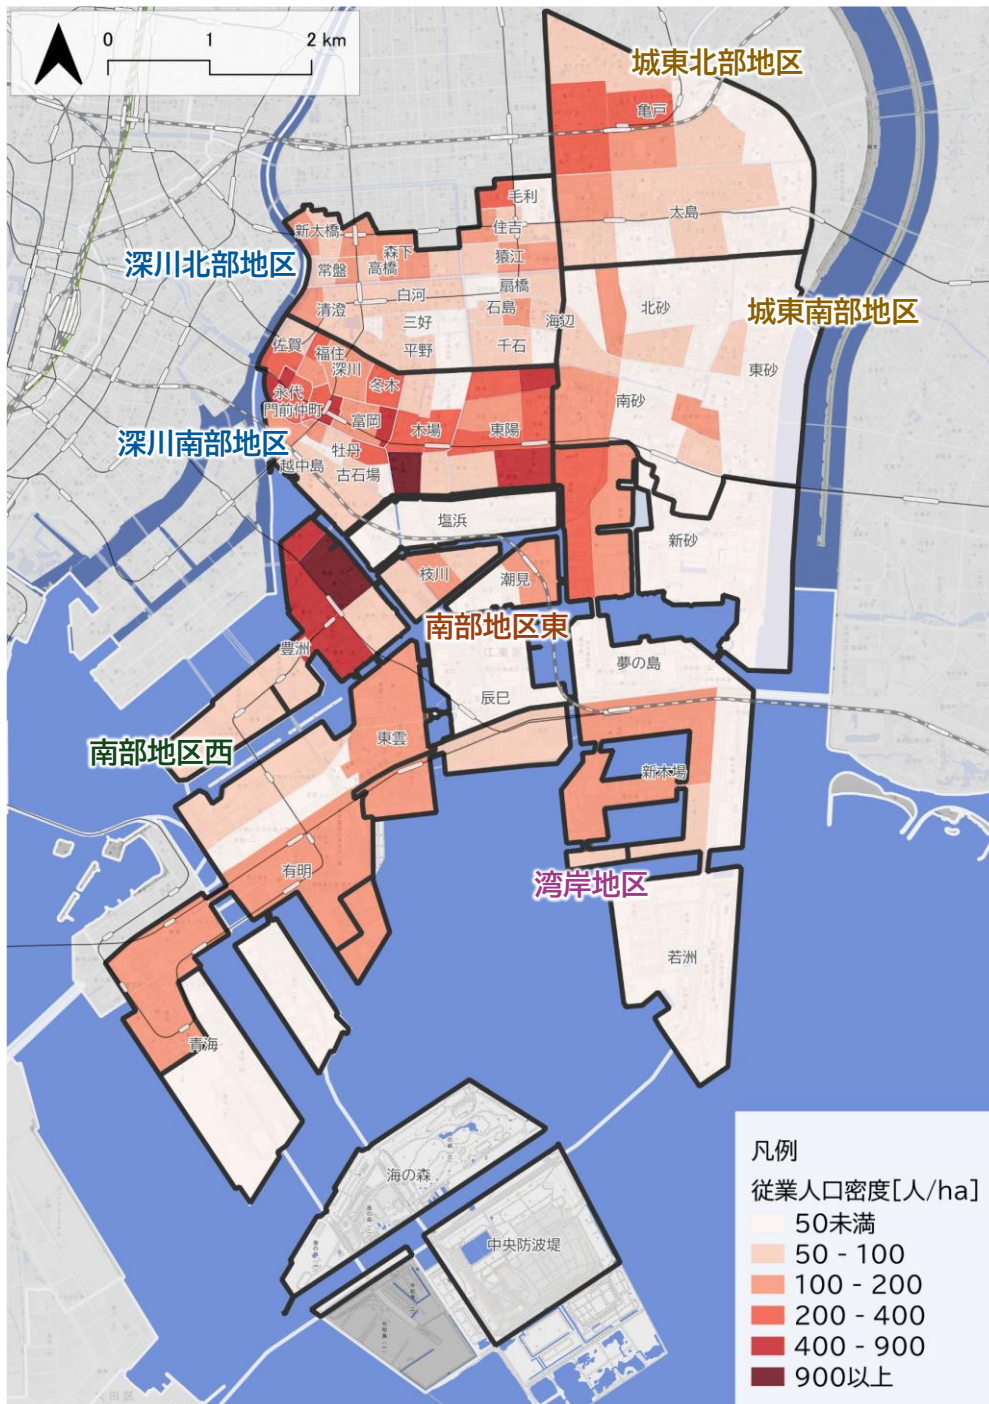 0 1 2 km
城東北部地区
亀戸
毛利
大島
新大橋
住吉
森下
深川北部地区
常盤
高橋
猿江
白河
扇橋
清澄
石島
北砂
城東南部地区
三好
海辺
佐賀
福住
平野
千石
深川
東砂
冬木
永代
門前仲町
南砂
富岡
木場
東陽
深川南部地区
牡丹
越中島
古石場
塩浜
新砂
枝川
潮見
南部地区東
豊洲
江東区
夢の島
辰巳
東雲
南部地区西
新木場
有明
湾岸地区
若洲
青海
海の森
中央防波堤
凡例
従業人口密度[人/ha]
50未満
50 - 100
100 - 200
200 - 400
400 - 900
900以上